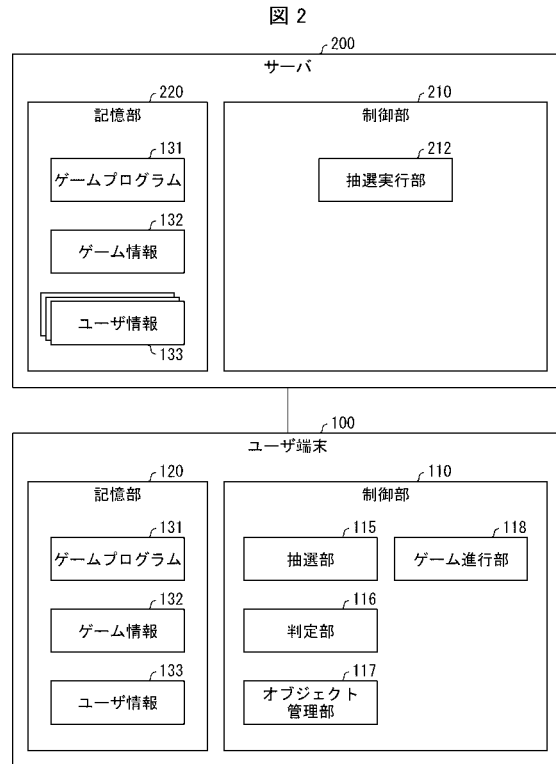 図2
200
サーバ
220
記憶部
131
ゲームプログラム
132
ゲーム情報
ユーザ情報
133
210
制御部
212
抽選実行部
100
ユーザ端末
120
記憶部
131
ゲームプログラム
132
ゲーム情報
133
ユーザ情報
110
制御部
115
抽選部
118
ゲーム進行部
116
判定部
117
オブジェクト
管理部